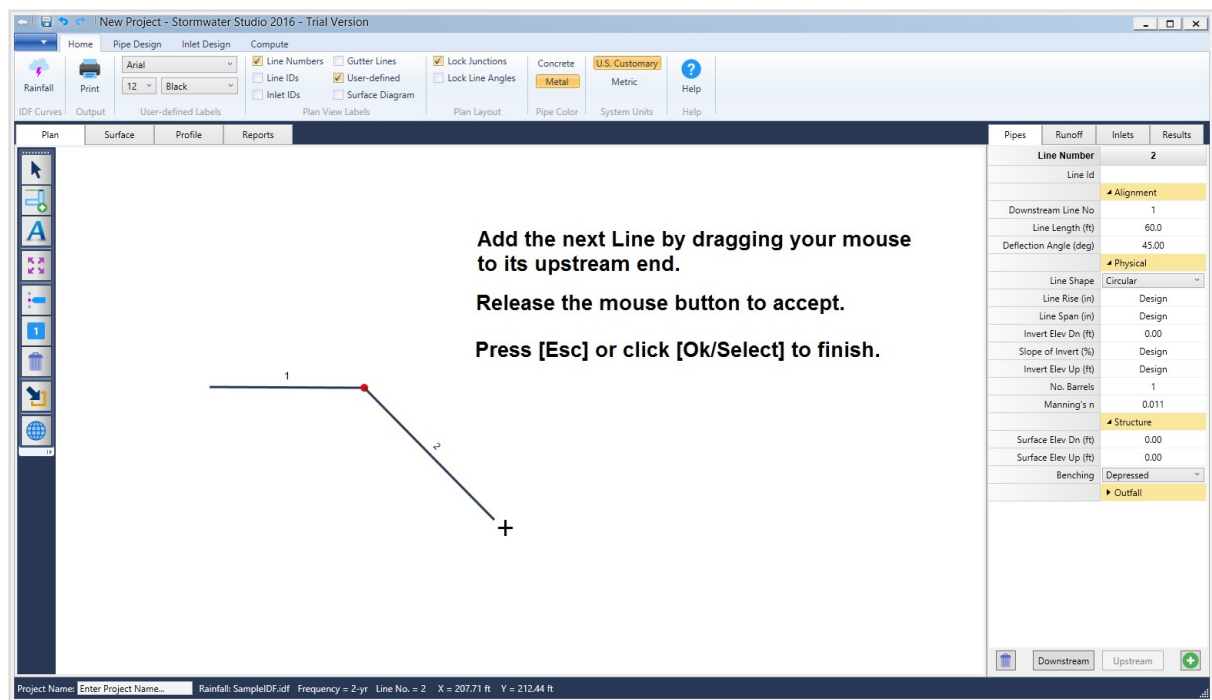 New Project - Stormwater Studio 2016 - Trial Version
Home Pipe Design Inlet Design Compute
Rainfall
IDF Curves
Print
Output
Arial
12 Black
User-defined Labels
Line Numbers Gutter Lines
Line IDs User-defined
Inlet IDs Surface Diagram
Plan View Labels
Lock Junctions
Lock Line Angles
Plan Layout
Concrete
Metal
Pipe Color
U.S. Customary
Metric
System Units
?
Help
Help
Plan Surface Profile Reports
A
1
Add the next Line by dragging your mouse
to its upstream end.
Release the mouse button to accept.
Press [Esc] or click [Ok/Select] to finish.
1
2
Pipes Runoff Inlets Results
Line Number 2
Line Id
Alignment
Downstream Line No 1
Line Length (ft) 60.0
Deflection Angle (deg) 45.00
Physical
Line Shape Circular
Line Rise (in) Design
Line Span (in) Design
Invert Elev Dn (ft) 0.00
Slope of Invert (%) Design
Invert Elev Up (ft) Design
No. Barrels 1
Manning's n 0.011
Structure
Surface Elev Dn (ft) 0.00
Surface Elev Up (ft) 0.00
Benching Depressed
Outfall
Downstream Upstream
Project Name: Enter Project Name... Rainfall: SampleIDF.idf Frequency = 2-yr Line No. = 2 X = 207.71 ft Y = 212.44 ft